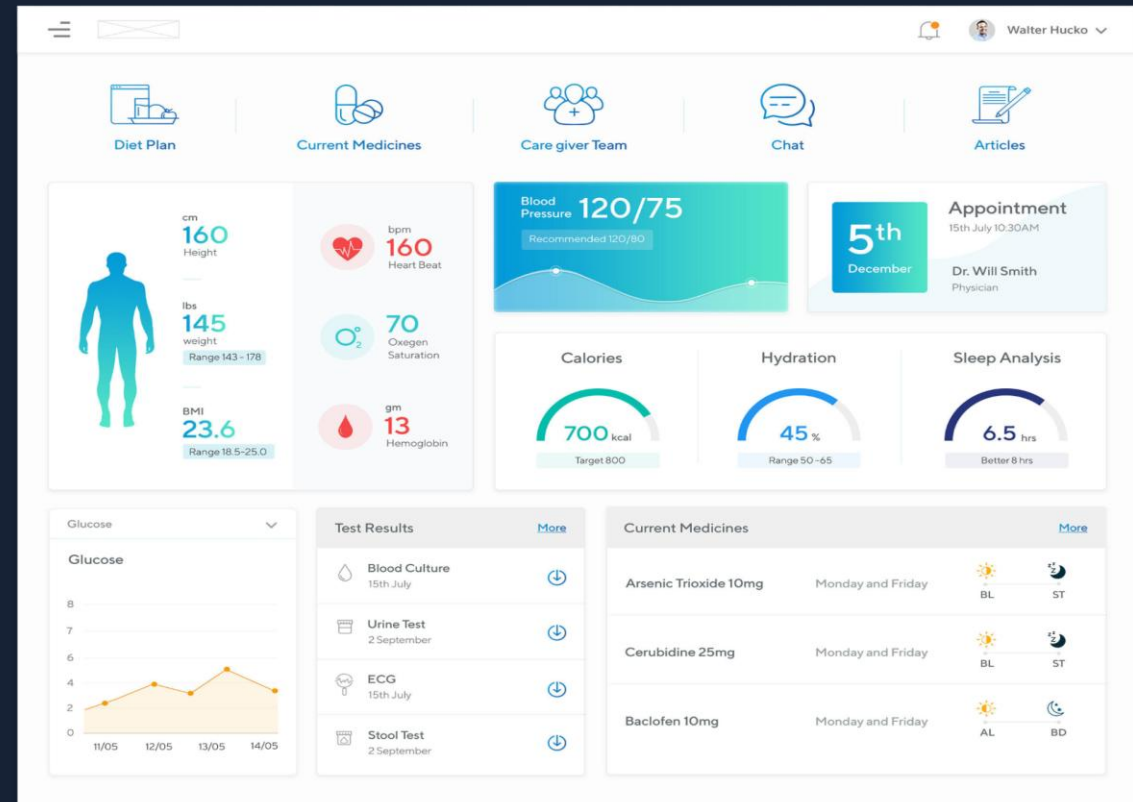 Walter Hucko
Diet Plan
Current Medicines
Care giver Team
Chat
Articles
cm
160
Height
lbs
145
weight
Range 143 - 178
BMI
23.6
Range 18.5-25.0
bpm
160
Heart Beat
O₂°
70
Oxegen
Saturation
gm
13
Hemoglobin
Blood
Pressure 120/75
Recommended 120/80
5th
December
Appointment
15th July 10:30AM
Dr. Will Smith
Physician
Calories
700 kcal
Target 800
Hydration
45 %
Range 50 -65
Sleep Analysis
6.5 hrs
Better 8 hrs
Glucose
Glucose
8
7
6
4
2
0
11/05 12/05 13/05 14/05
Test Results More
Blood Culture
15th July
Urine Test
2 September
ECG
15th July
Stool Test
2 September
Current Medicines More
Arsenic Trioxide 10mg Monday and Friday BL z z z ST
Cerubidine 25mg Monday and Friday BL z z z ST
Baclofen 10mg Monday and Friday AL BD